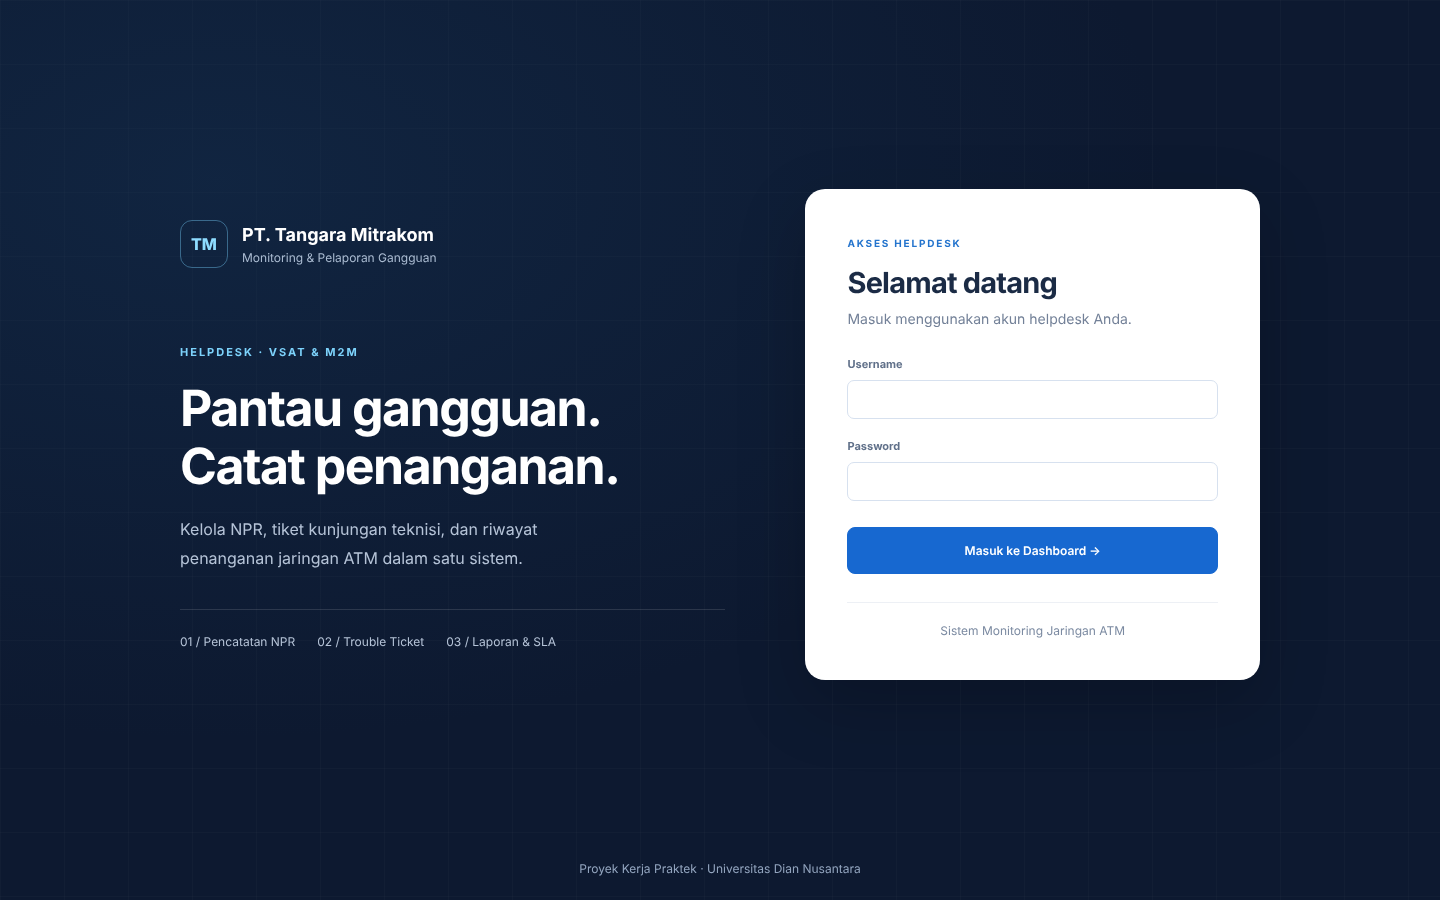 TM
PT. Tangara Mitrakom
Monitoring & Pelaporan Gangguan
HELPDESK · VSAT & M2M
Pantau gangguan.
Catat penanganan.
Kelola NPR, tiket kunjungan teknisi, dan riwayat
penanganan jaringan ATM dalam satu sistem.
01 / Pencatatan NPR
02 / Trouble Ticket
03 / Laporan & SLA
AKSES HELPDESK
Selamat datang
Masuk menggunakan akun helpdesk Anda.
Username
Password
Masuk ke Dashboard →
Sistem Monitoring Jaringan ATM
Proyek Kerja Praktek · Universitas Dian Nusantara